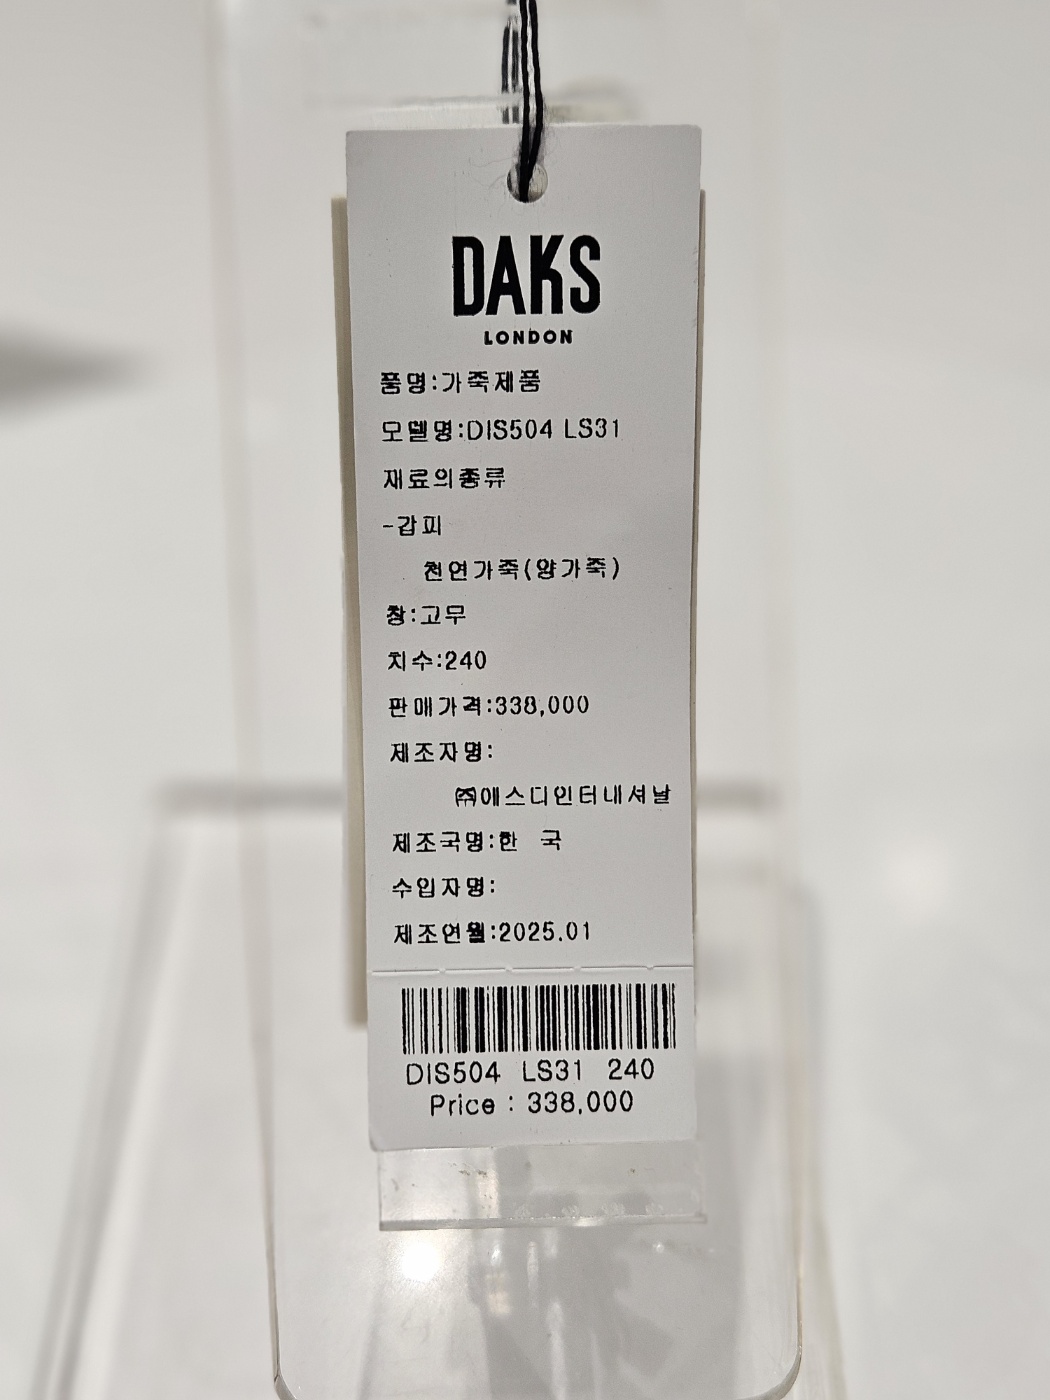 DAKS
LONDON
품명:가죽제품
모델명:DIS504 LS31
재료의종류
-갑피
천연가죽(양가죽)
창:고무
치수:240
판매가격:338,000
제조자명:
㈜에스디인터내셔날
제조국명:한 국
수입자명:
제조연월:2025.01
DIS504 LS31 240
Price : 338,000